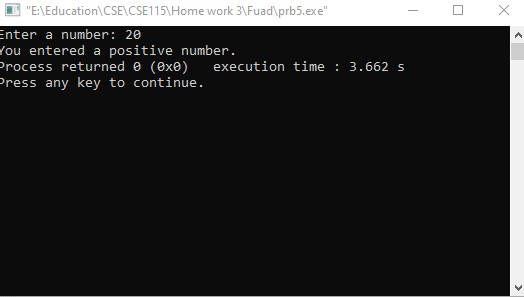 "E:\Education\CSE\CSE115\Home work 3\Fuad\prb5.exe"
Enter a number: 20
You entered a positive number.
Process returned 0 (0x0)   execution time : 3.662 s
Press any key to continue.